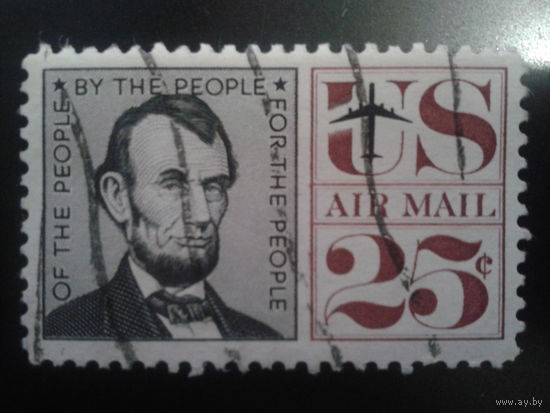 OF THE PEOPLE ★ BY THE PEOPLE ★ FOR THE PEOPLE
US
AIR MAIL
25¢
www.ay.by